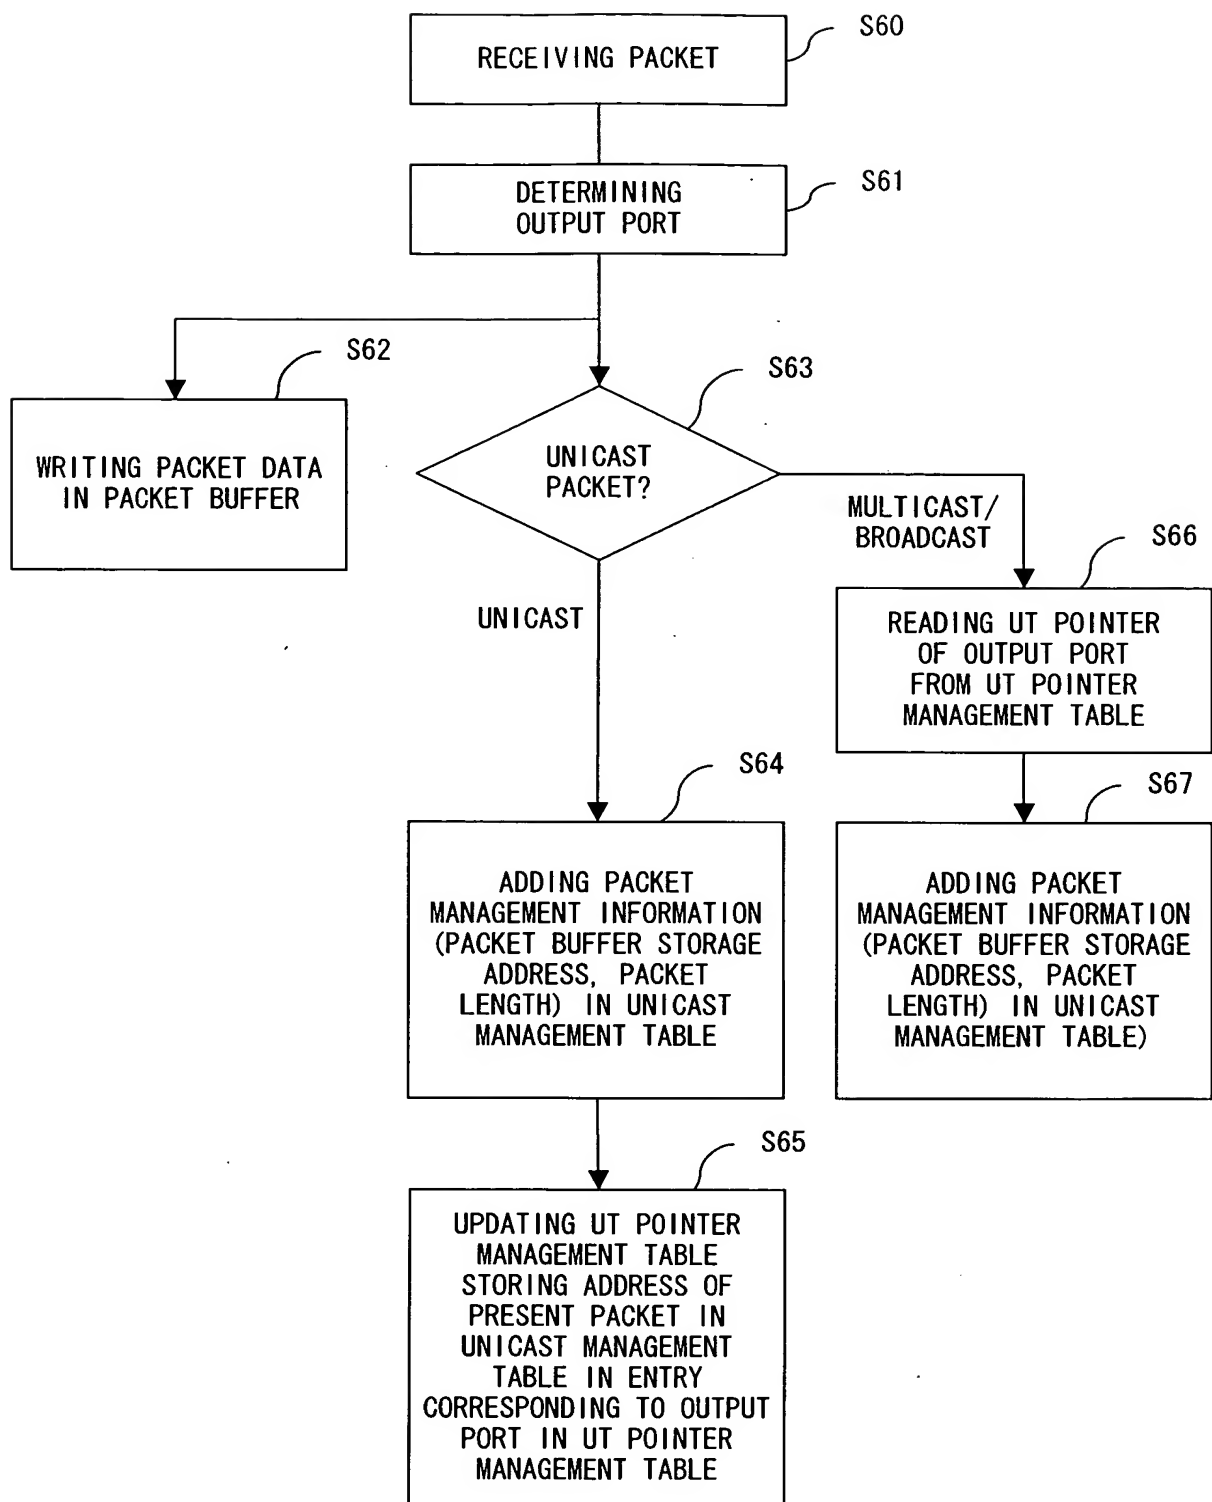 S60
RECEIVING PACKET
S61
DETERMINING
OUTPUT PORT
S62
WRITING PACKET DATA
IN PACKET BUFFER
S63
UNICAST
PACKET?
MULTICAST/
BROADCAST
UNICAST
S66
READING UT POINTER
OF OUTPUT PORT
FROM UT POINTER
MANAGEMENT TABLE
S64
ADDING PACKET
MANAGEMENT INFORMATION
(PACKET BUFFER STORAGE
ADDRESS, PACKET
LENGTH) IN UNICAST
MANAGEMENT TABLE
S67
ADDING PACKET
MANAGEMENT INFORMATION
(PACKET BUFFER STORAGE
ADDRESS, PACKET
LENGTH) IN UNICAST
MANAGEMENT TABLE)
S65
UPDATING UT POINTER
MANAGEMENT TABLE
STORING ADDRESS OF
PRESENT PACKET IN
UNICAST MANAGEMENT
TABLE IN ENTRY
CORRESPONDING TO OUTPUT
PORT IN UT POINTER
MANAGEMENT TABLE